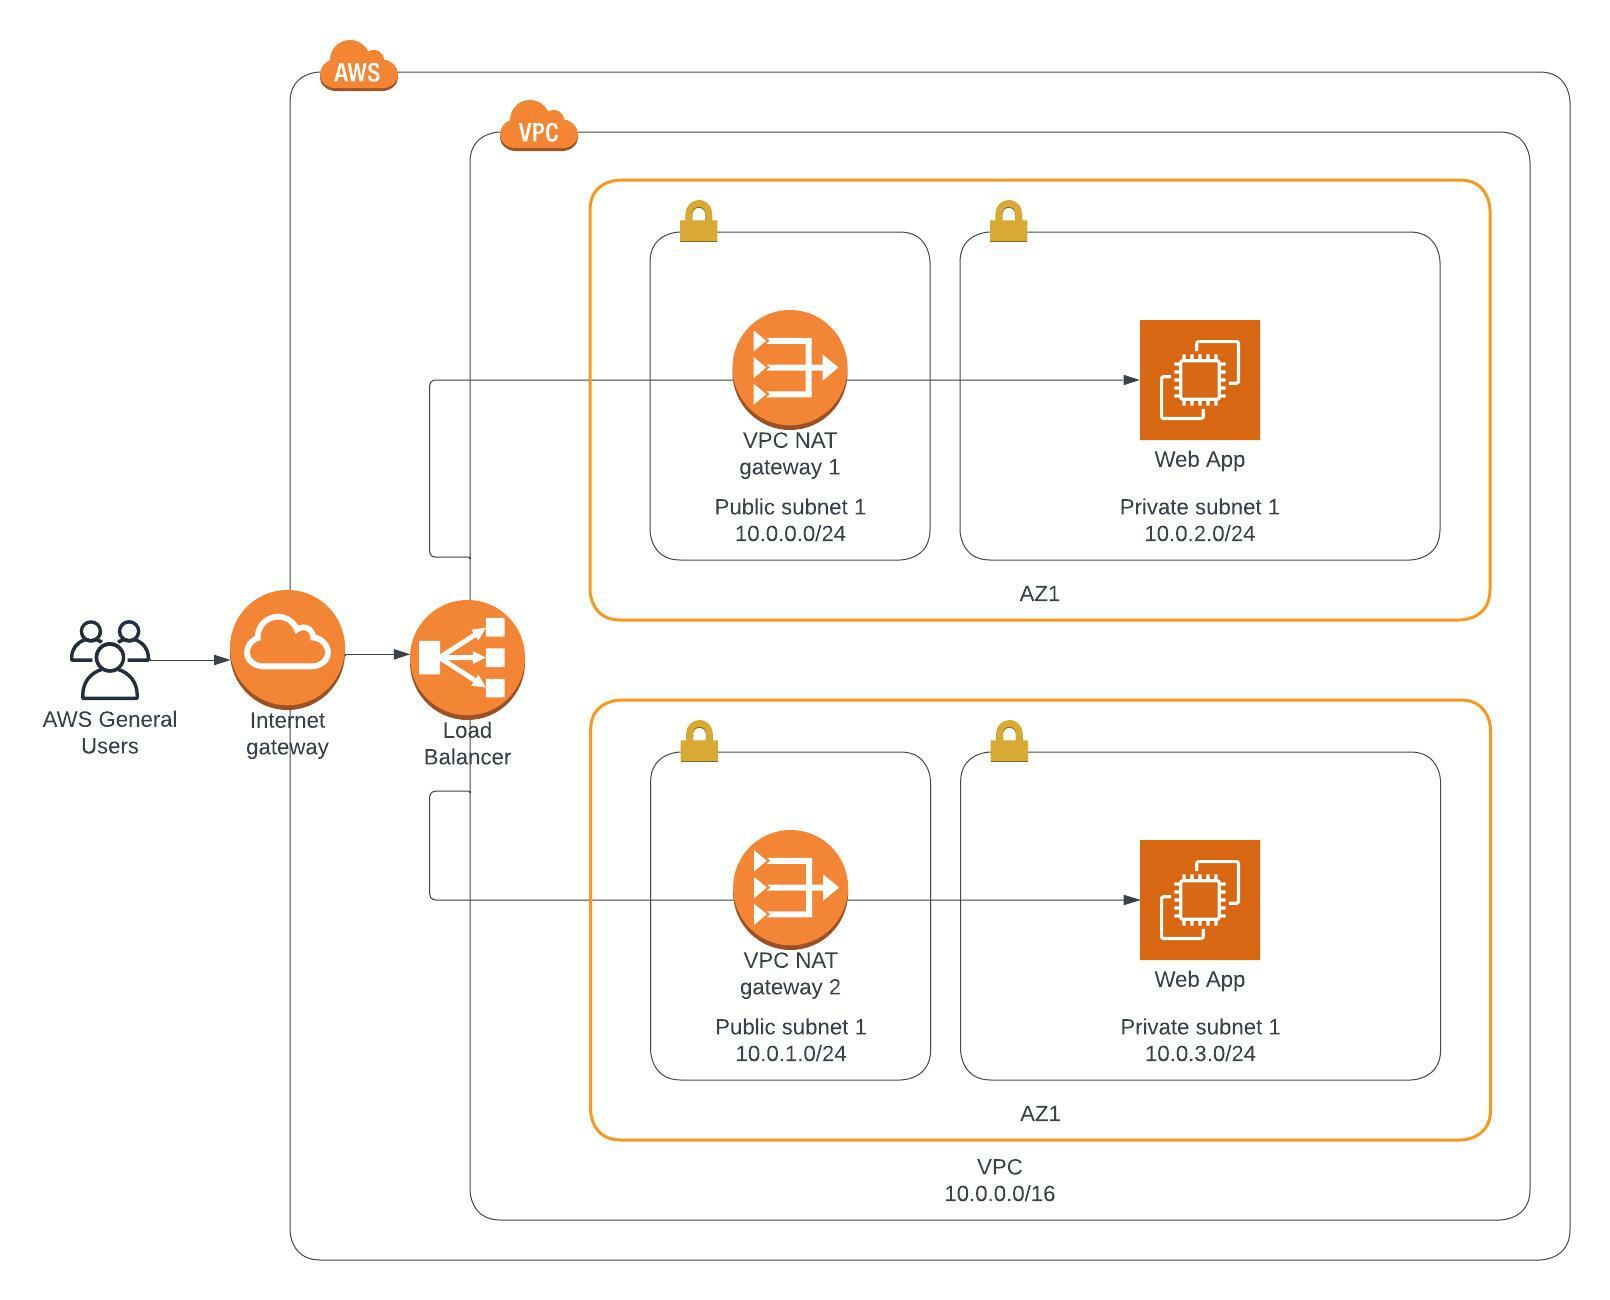 AWS
VPC
VPC NAT
gateway 1
Public subnet 1
10.0.0.0/24
Web App
Private subnet 1
10.0.2.0/24
AZ1
AWS General
Users
Internet
gateway
Load
Balancer
VPC NAT
gateway 2
Public subnet 1
10.0.1.0/24
Web App
Private subnet 1
10.0.3.0/24
AZ1
VPC
10.0.0.0/16